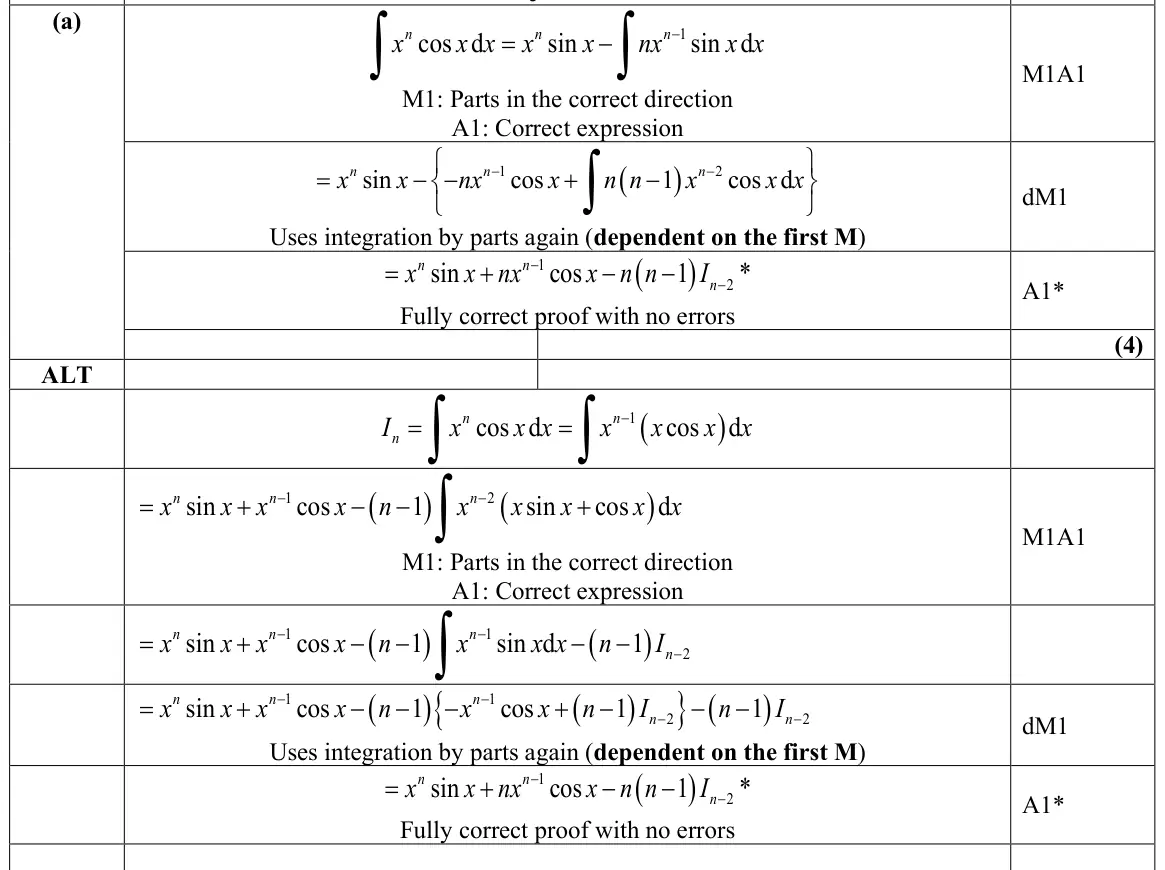 (a)
∫ xⁿ cos x dx = xⁿ sin x − ∫ nxⁿ⁻¹ sin x dx
M1: Parts in the correct direction
A1: Correct expression
M1A1
= xⁿ sin x − {−nxⁿ⁻¹ cos x + ∫ n(n−1)xⁿ⁻² cos x dx}
Uses integration by parts again (dependent on the first M)
dM1
= xⁿ sin x + nxⁿ⁻¹ cos x − n(n−1)Iₙ₋₂ *
Fully correct proof with no errors
A1*
(4)
ALT
Iₙ = ∫ xⁿ cos x dx = ∫ xⁿ⁻¹ (x cos x) dx
= xⁿ sin x + xⁿ⁻¹ cos x − (n−1) ∫ xⁿ⁻² (x sin x + cos x) dx
M1: Parts in the correct direction
A1: Correct expression
M1A1
= xⁿ sin x + xⁿ⁻¹ cos x − (n−1) ∫ xⁿ⁻¹ sin xdx − (n−1)Iₙ₋₂
= xⁿ sin x + xⁿ⁻¹ cos x − (n−1){−xⁿ⁻¹ cos x + (n−1)Iₙ₋₂} − (n−1)Iₙ₋₂
Uses integration by parts again (dependent on the first M)
dM1
= xⁿ sin x + nxⁿ⁻¹ cos x − n(n−1)Iₙ₋₂ *
Fully correct proof with no errors
A1*